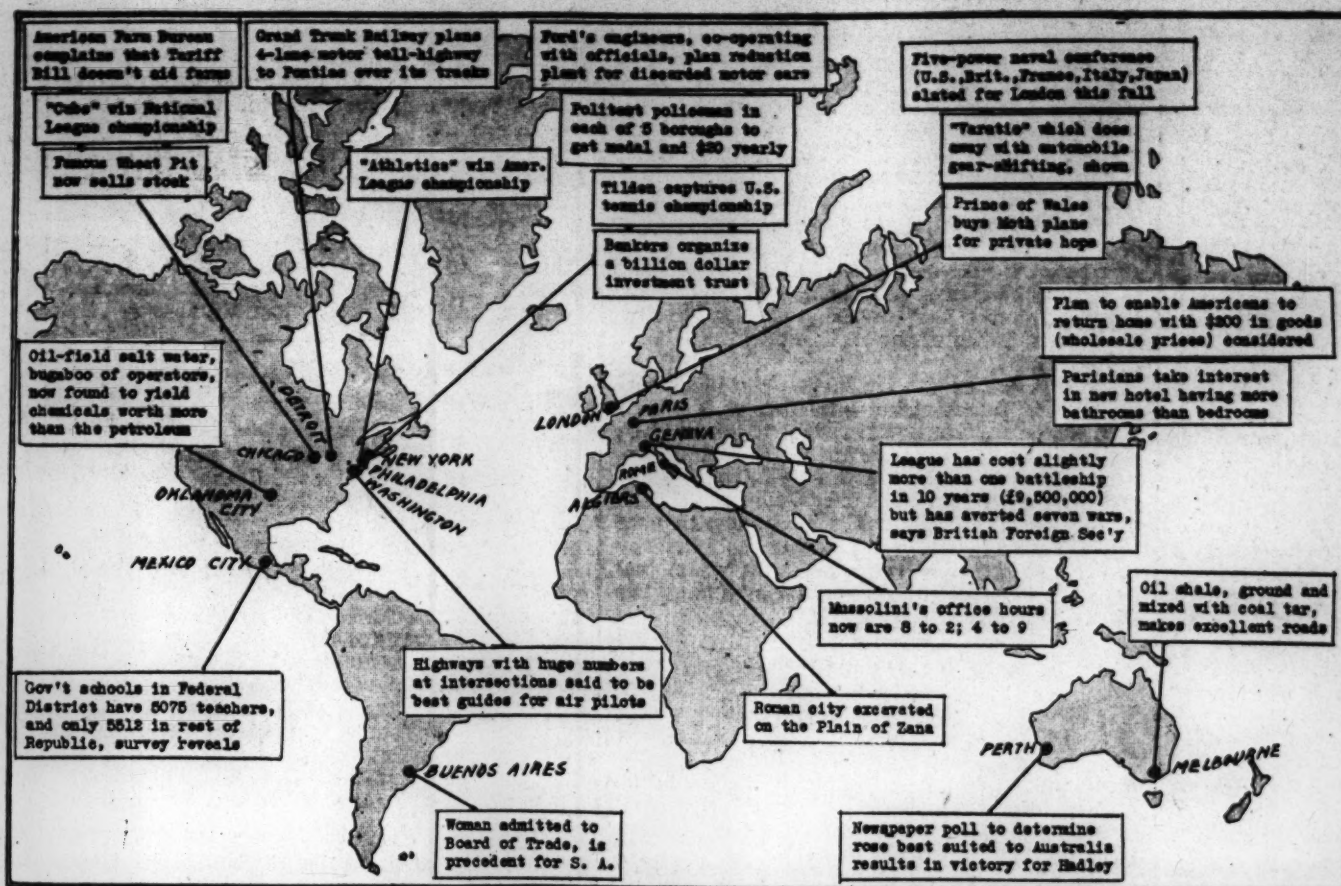 American Farm Bureau
complains that Tariff
Bill doesn't aid farms
"Cubs" win National
League championship
Famous Wheat Pit
now sells stock
Grand Trunk Railway plans
4-lane motor toll-highway
to Pontiac over its tracks
"Athletics" win Amer.
League championship
Ford's engineers, co-operating
with officials, plan reduction
plant for discarded motor cars
Politest policeman in
each of 5 boroughs to
get medal and $20 yearly
Tilden captures U.S.
tennis championship
Bankers organize
a billion dollar
investment trust
Five-power naval conference
(U.S., Brit., France, Italy, Japan)
slated for London this fall
"Varatio" which does
away with automobile
gear-shifting, shown
Prince of Wales
buys Moth plane
for private hops
Plan to enable Americans to
return home with $200 in goods
(wholesale prices) considered
Parisians take interest
in new hotel having more
bathrooms than bedrooms
Oil-field salt water,
bugaboo of operators,
now found to yield
chemicals worth more
than the petroleum
DETROIT
CHICAGO
NEW YORK
PHILADELPHIA
WASHINGTON
OKLAHOMA
CITY
MEXICO CITY
LONDON
PARIS
GENEVA
ROME
ALGIERS
League has cost slightly
more than one battleship
in 10 years (£9,500,000)
but has averted seven wars,
says British Foreign Sec'y
Mussolini's office hours
now are 8 to 2; 4 to 9
Oil shale, ground and
mixed with coal tar,
makes excellent roads
Gov't schools in Federal
District have 5075 teachers,
and only 5512 in rest of
Republic, survey reveals
Highways with huge numbers
at intersections said to be
best guides for air pilots
Roman city excavated
on the Plain of Zana
BUENOS AIRES
PERTH
MELBOURNE
Woman admitted to
Board of Trade, is
precedent for S. A.
Newspaper poll to determine
rose best suited to Australia
results in victory for Hadley